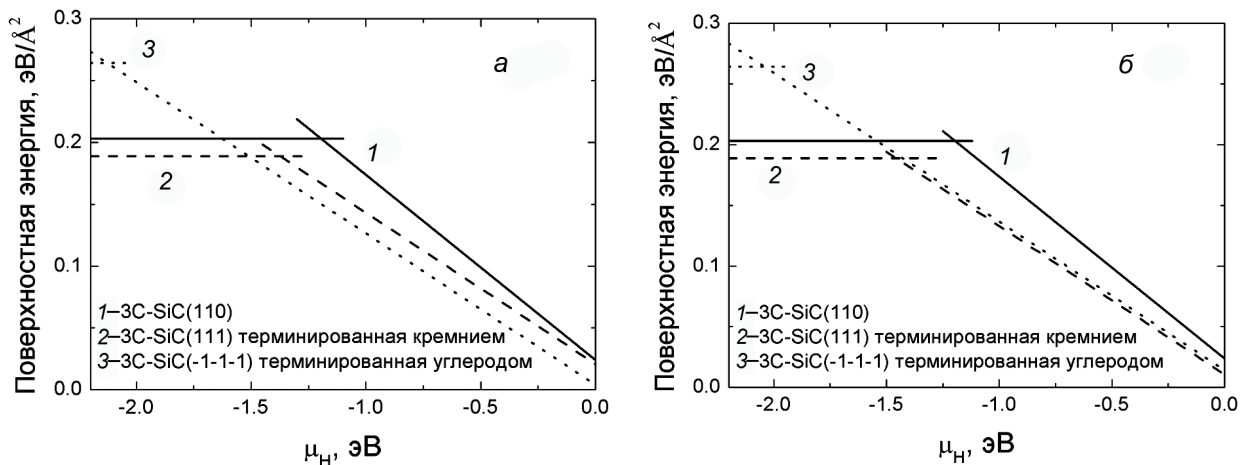 Поверхностная энергия, эВ/Å²
0.3
0.2
0.1
0.0
3
а
1
2
1–3C-SiC(110)
2–3C-SiC(111) терминированная кремнием
3–3C-SiC(-1-1-1) терминированная углеродом
-2.0 -1.5 -1.0 -0.5 0.0
μH, эВ
Поверхностная энергия, эВ/Å²
0.3
0.2
0.1
0.0
3
б
1
2
1–3C-SiC(110)
2–3C-SiC(111) терминированная кремнием
3–3C-SiC(-1-1-1) терминированная углеродом
-2.0 -1.5 -1.0 -0.5 0.0
μH, эВ